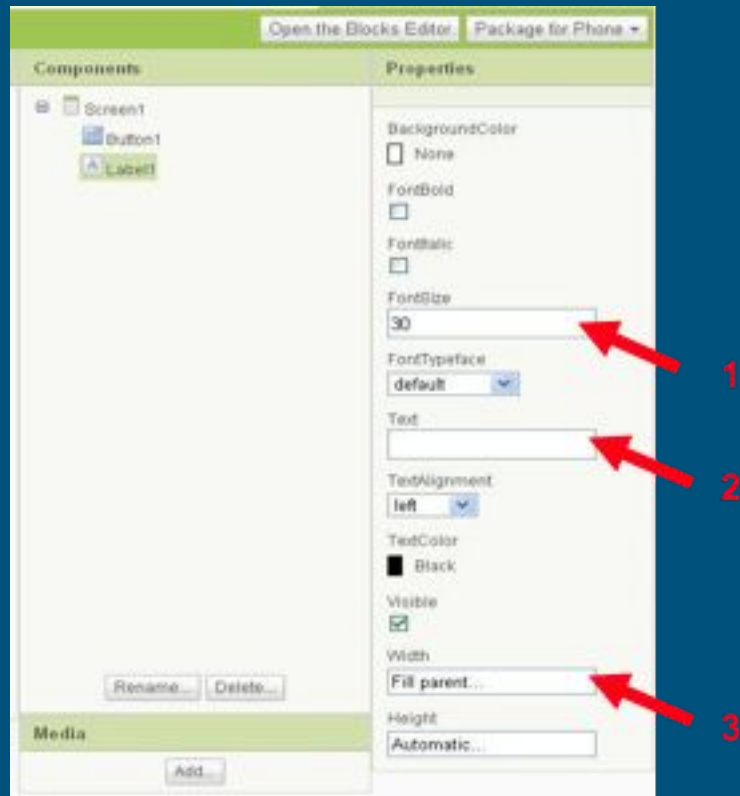 Open the Blocks Editor Package for Phone
Components
Screen1
Button1
Label1
Rename... Delete...
Media
Add...
Properties
BackgroundColor
None
FontBold
FontItalic
FontSize
30
FontTypeface
default
Text
TextAlignment
left
TextColor
Black
Visible
Width
Fill parent...
Height
Automatic...
1
2
3